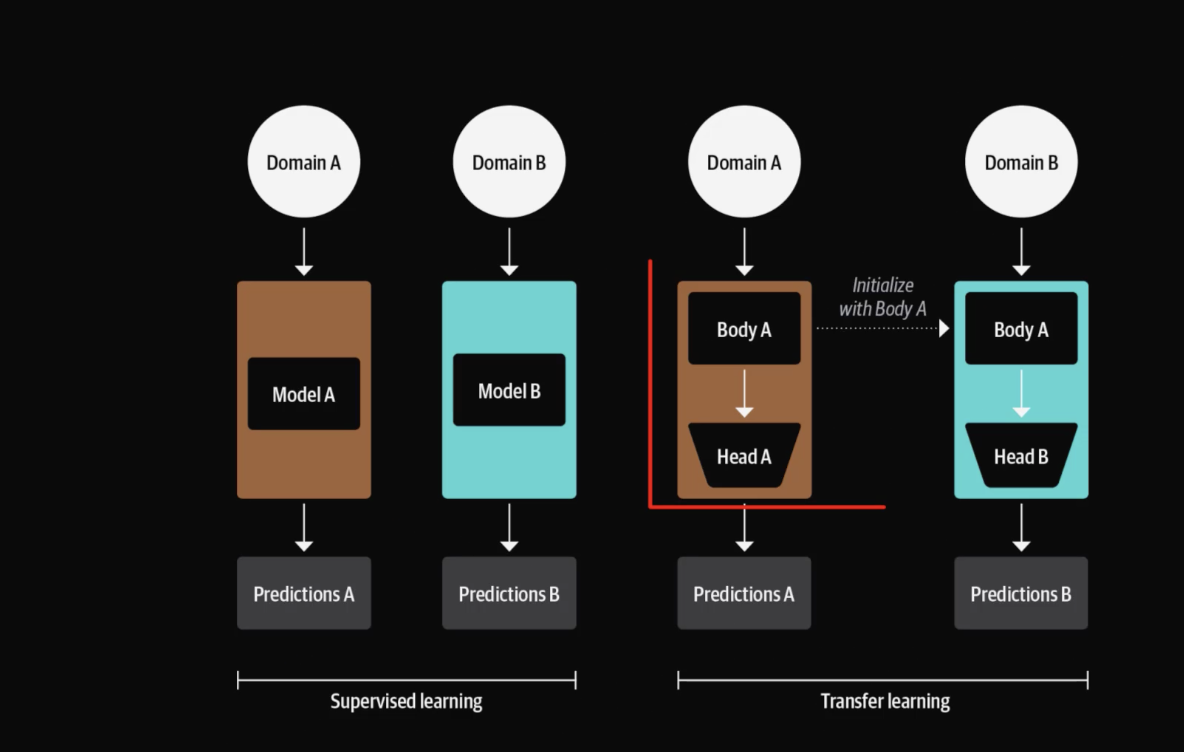 Domain A
Domain B
Domain A
Domain B
Initialize
with Body A
Body A
Body A
Model A
Model B
Head A
Head B
Predictions A
Predictions B
Predictions A
Predictions B
Supervised learning
Transfer learning